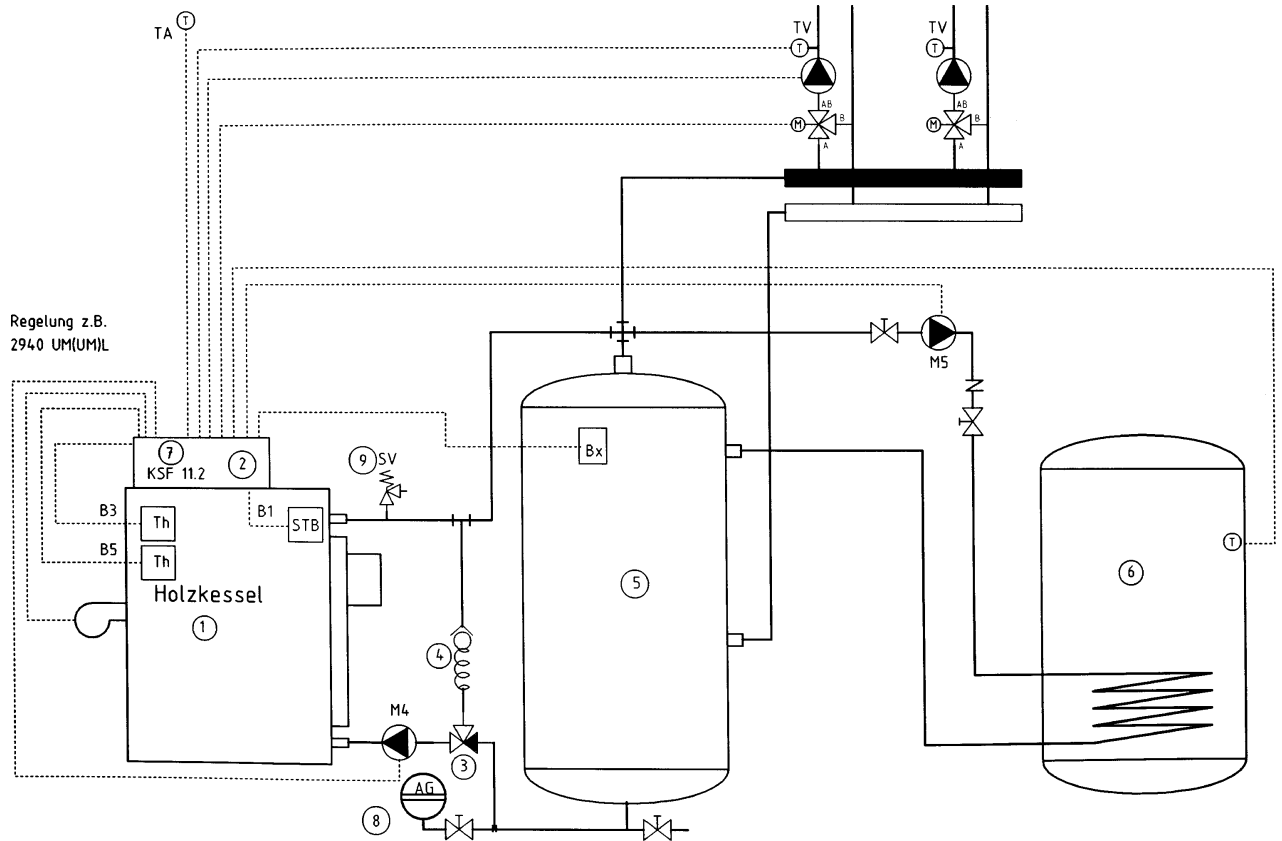 TA
T
TV
T
AB
M
B
A
TV
T
AB
M
B
A
Regelung z.B.
2940 UM(UM)L
M5
7
2
KSF 11.2
9
SV
Bx
B3
Th
B1
STB
B5
Th
Holzkessel
1
5
6
T
4
M4
3
AG
8